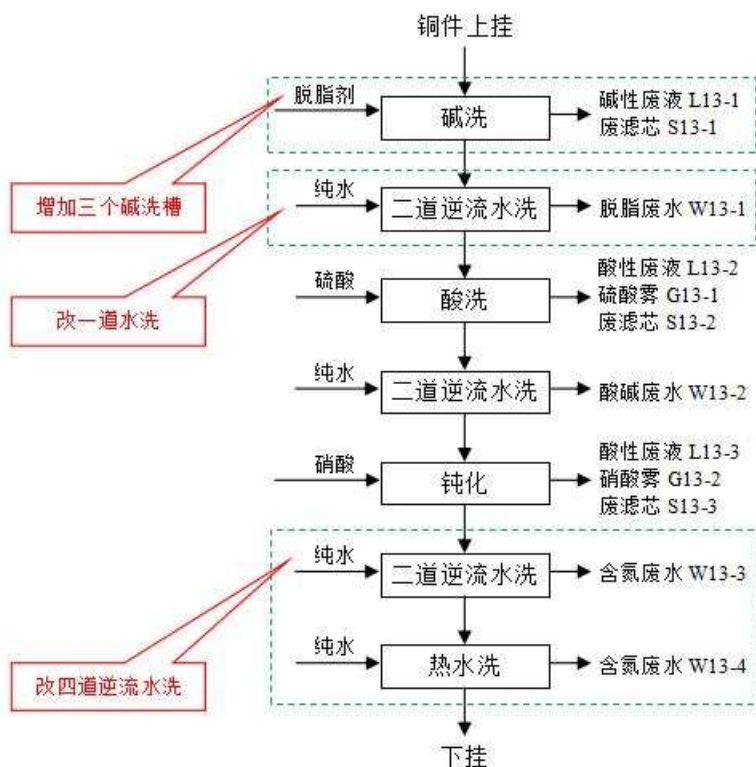 铜件上挂
脱脂剂
碱洗
碱性废液 L13-1
废滤芯 S13-1
增加三个碱洗槽
纯水
二道逆流水洗
脱脂废水 W13-1
改一道水洗
硫酸
酸洗
酸性废液 L13-2
硫酸雾 G13-1
废滤芯 S13-2
纯水
二道逆流水洗
酸碱废水 W13-2
硝酸
钝化
酸性废液 L13-3
硝酸雾 G13-2
废滤芯 S13-3
纯水
二道逆流水洗
含氮废水 W13-3
改四道逆流水洗
纯水
热水洗
含氮废水 W13-4
下挂